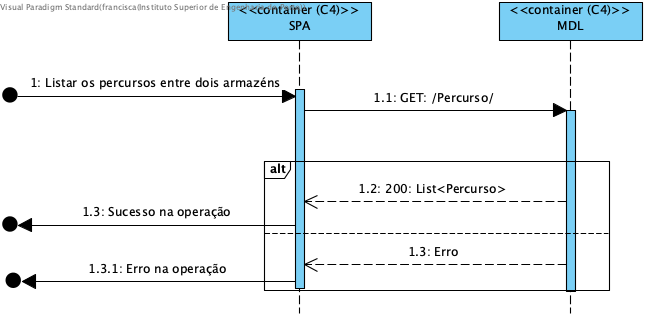 Visual Paradigm Standard(francisca(Instituto Superior de Engenharia do Porto))
<<container (C4)>>
SPA
<<container (C4)>>
MDL
1: Listar os percursos entre dois armazéns
1.1: GET: /Percurso/
alt
1.2: 200: List<Percurso>
1.3: Sucesso na operação
1.3: Erro
1.3.1: Erro na operação